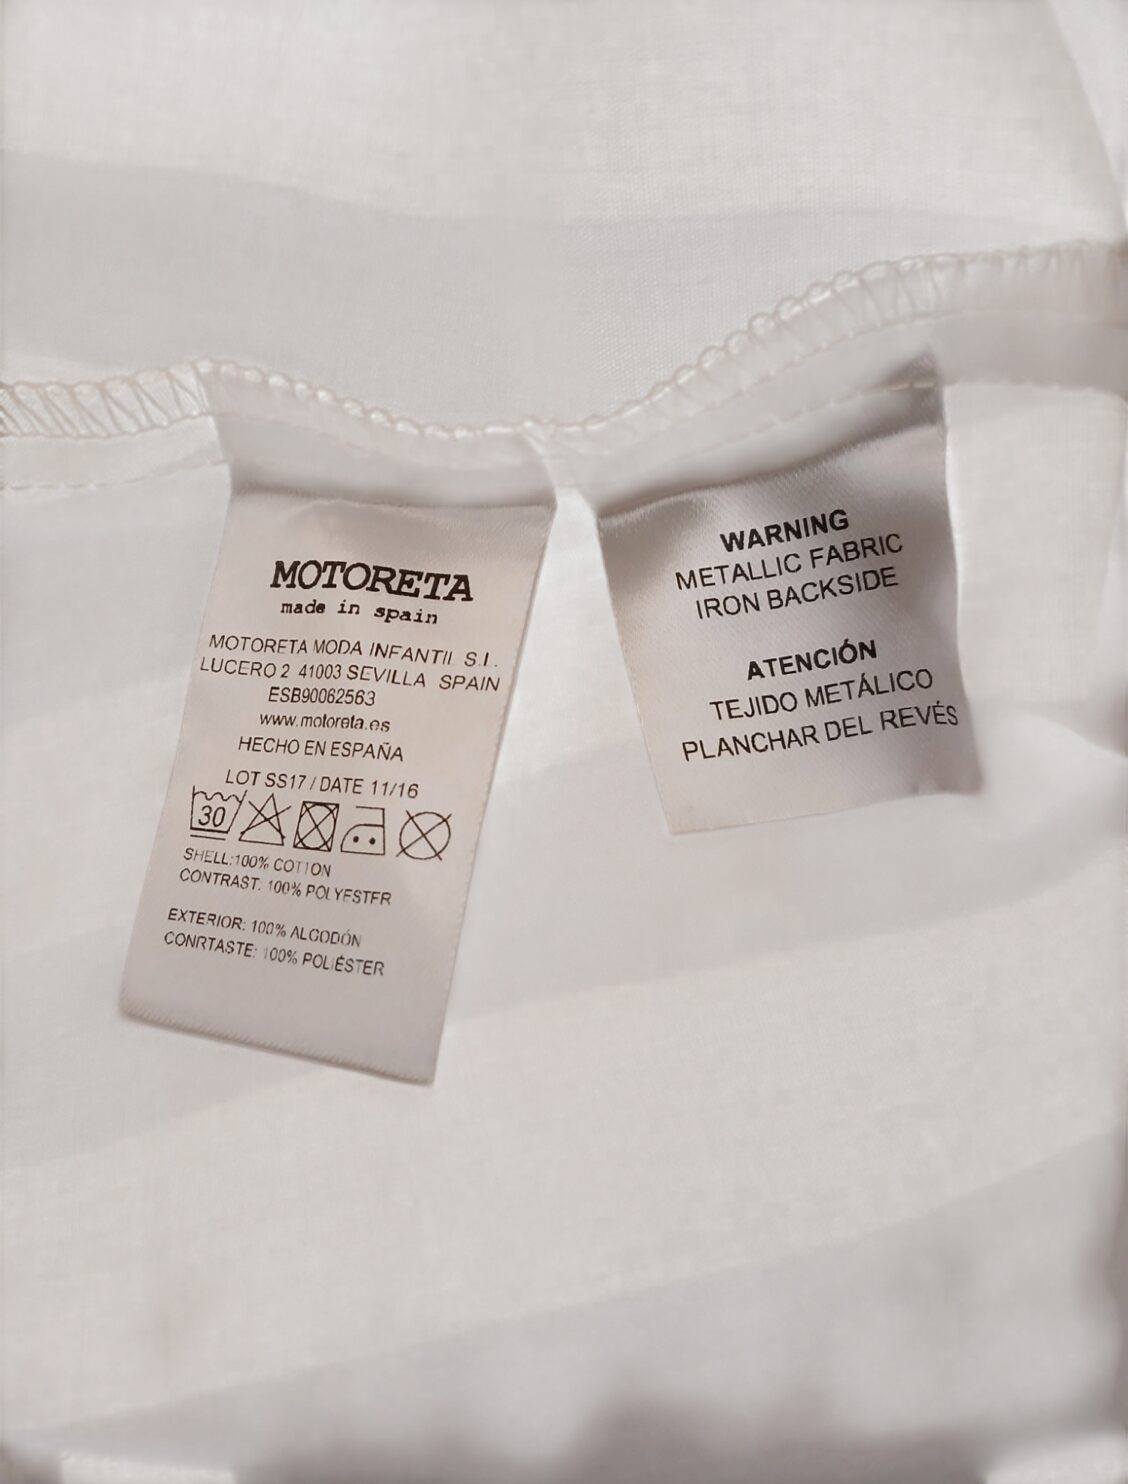 MOTORETA
made in spain
MOTORETA MODA INFANTIL S.L.
LUCERO 2 41003 SEVILLA SPAIN
ESB90062563
www.motoreta.es
HECHO EN ESPAÑA
LOT SS17 / DATE 11/16
30
SHELL:100% COTTON
CONTRAST. 100% POLYESTER
EXTERIOR: 100% ALGODÓN
CONRTASTE: 100% POLIÉSTER
WARNING
METALLIC FABRIC
IRON BACKSIDE
ATENCIÓN
TEJIDO METÁLICO
PLANCHAR DEL REVÉS